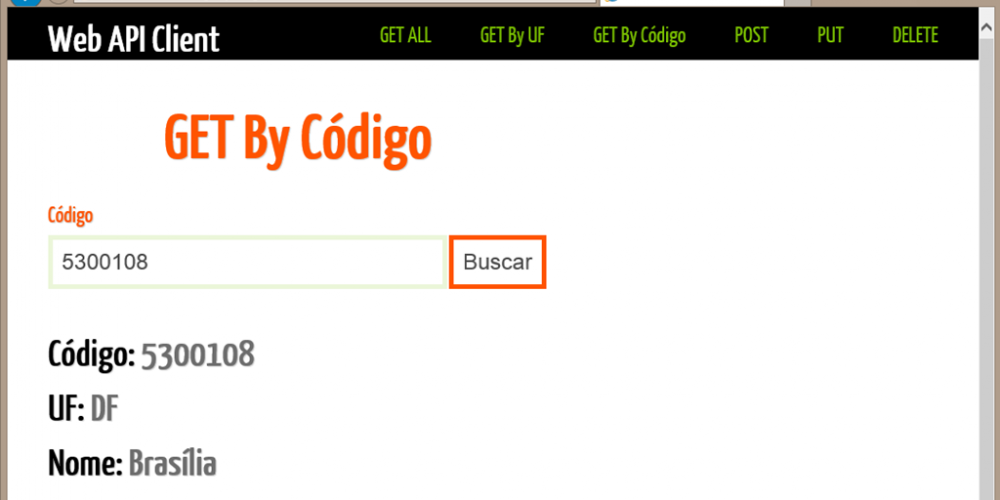 Web API Client GET ALL GET By UF GET By Código POST PUT DELETE
GET By Código
Código
5300108 Buscar
Código: 5300108
UF: DF
Nome: Brasília